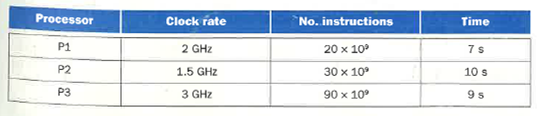 Processor Clock rate No. instructions Time
P1 2 GHz 20 x 10⁹ 7 s
P2 1.5 GHz 30 x 10⁹ 10 s
P3 3 GHz 90 x 10⁹ 9 s